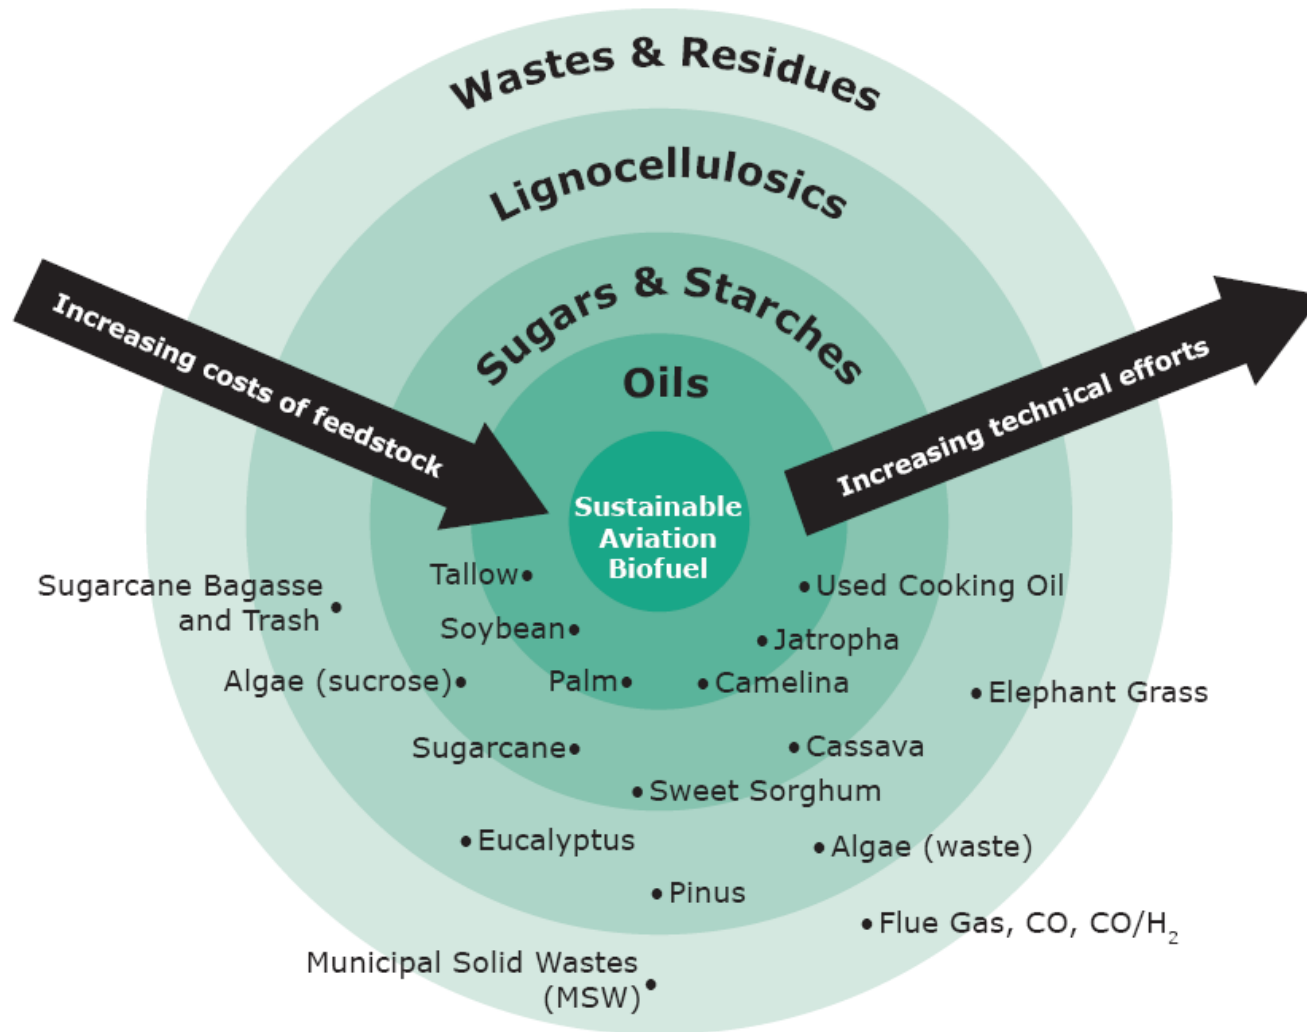 Wastes & Residues
Lignocellulosics
Sugars & Starches
Oils
Increasing costs of feedstock
Increasing technical efforts
Sustainable
Aviation
Biofuel
Tallow
Used Cooking Oil
Sugarcane Bagasse
and Trash
Soybean
Jatropha
Algae (sucrose)
Palm
Camelina
Elephant Grass
Sugarcane
Cassava
Sweet Sorghum
Eucalyptus
Algae (waste)
Pinus
Flue Gas, CO, CO/H₂
Municipal Solid Wastes
(MSW)